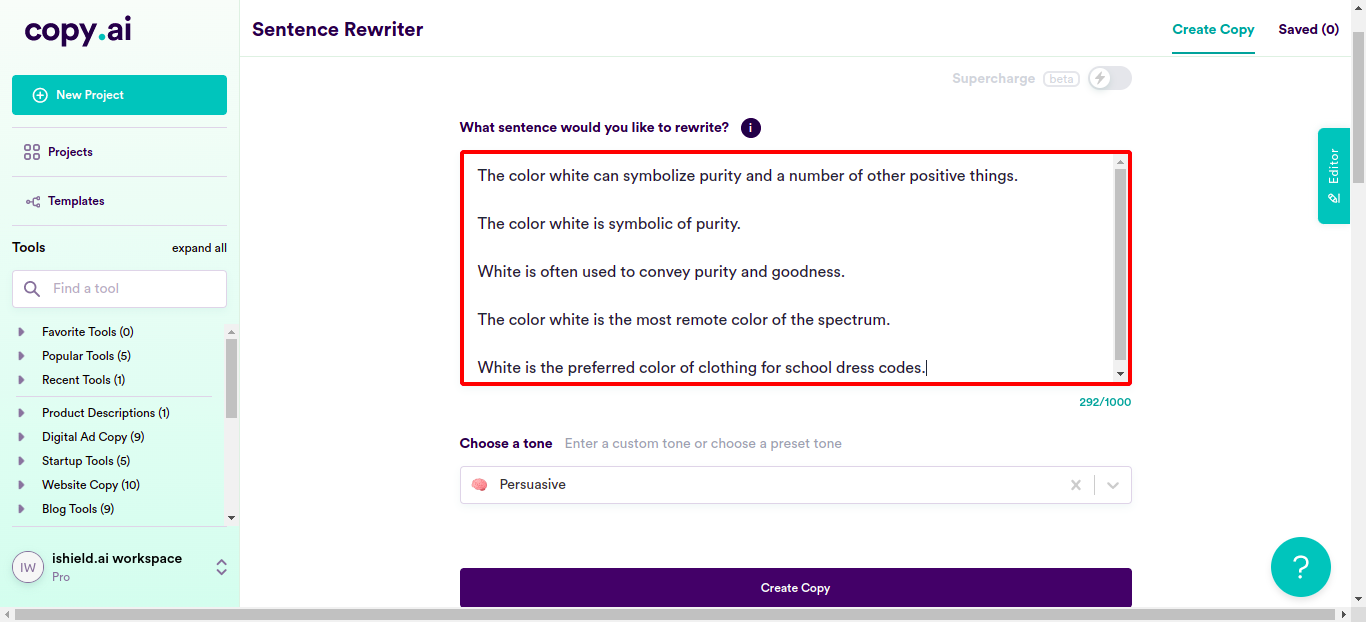 copy.ai
New Project
Projects
Templates
Tools
expand all
Find a tool
Favorite Tools (0)
Popular Tools (5)
Recent Tools (1)
Product Descriptions (1)
Digital Ad Copy (9)
Startup Tools (5)
Website Copy (10)
Blog Tools (9)
IW
ishield.ai workspace
Pro
Sentence Rewriter
Create Copy
Saved (0)
Supercharge beta
What sentence would you like to rewrite? i
The color white can symbolize purity and a number of other positive things.
The color white is symbolic of purity.
White is often used to convey purity and goodness.
The color white is the most remote color of the spectrum.
White is the preferred color of clothing for school dress codes.
292/1000
Choose a tone Enter a custom tone or choose a preset tone
Persuasive
Create Copy
Editor
?